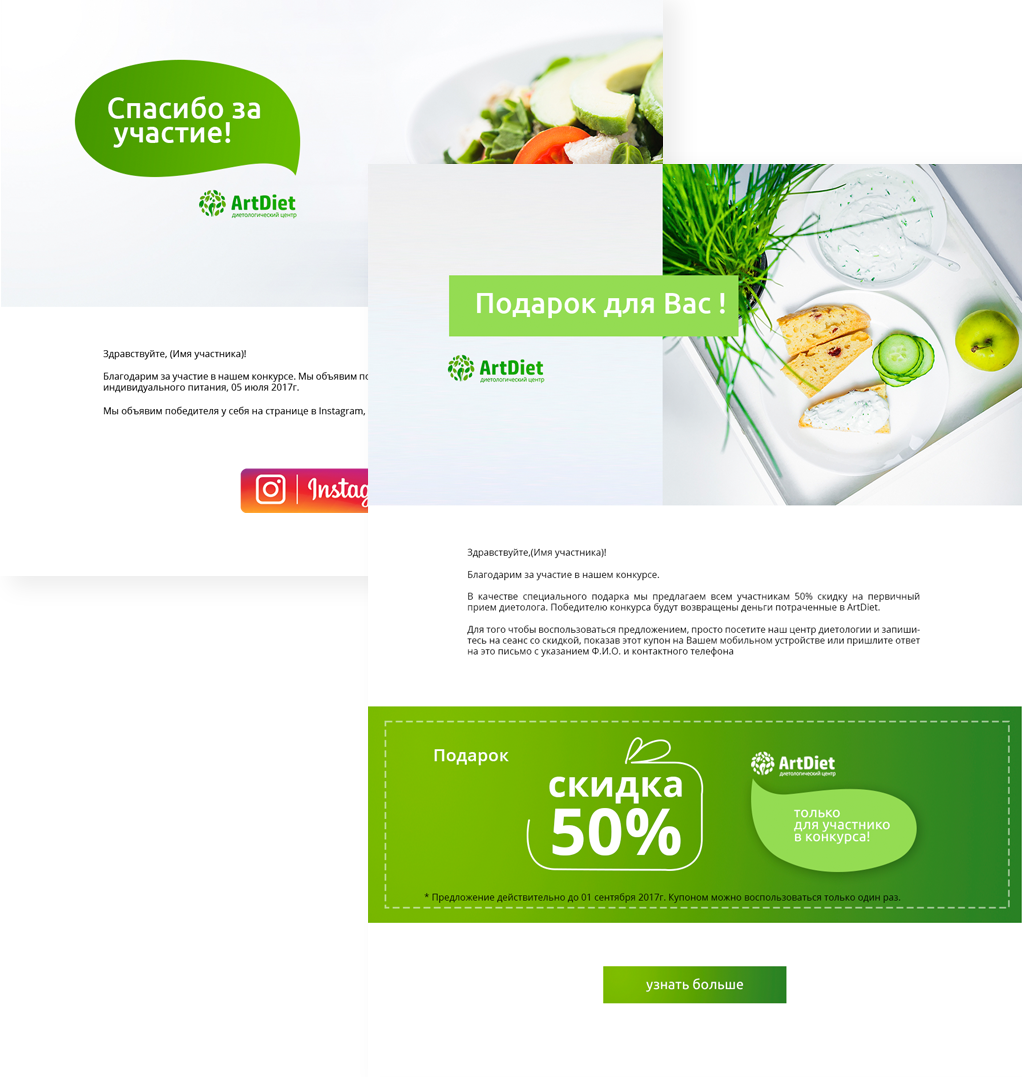 Спасибо за
участие!
ArtDiet
диетологический центр
Здравствуйте, (Имя участника)!
Благодарим за участие в нашем конкурсе. Мы объявим
индивидуального питания, 05 июля 2017г.
Мы объявим победителя у себя на странице в Instagram,
Подарок для Вас !
ArtDiet
диетологический центр
Здравствуйте,(Имя участника)!
Благодарим за участие в нашем конкурсе.
В качестве специального подарка мы предлагаем всем участникам 50% скидку на первичный
прием диетолога. Победителю конкурса будут возвращены деньги потраченные в ArtDiet.
Для того чтобы воспользоваться предложением, просто посетите наш центр диетологии и запиши-
тесь на сеанс со скидкой, показав этот купон на Вашем мобильном устройстве или пришлите ответ
на это письмо с указанием Ф.И.О. и контактного телефона
Подарок
скидка
50%
ArtDiet
диетологический центр
только
для участнико
в конкурса!
* Предложение действительно до 01 сентября 2017г. Купоном можно воспользоваться только один раз.
узнать больше